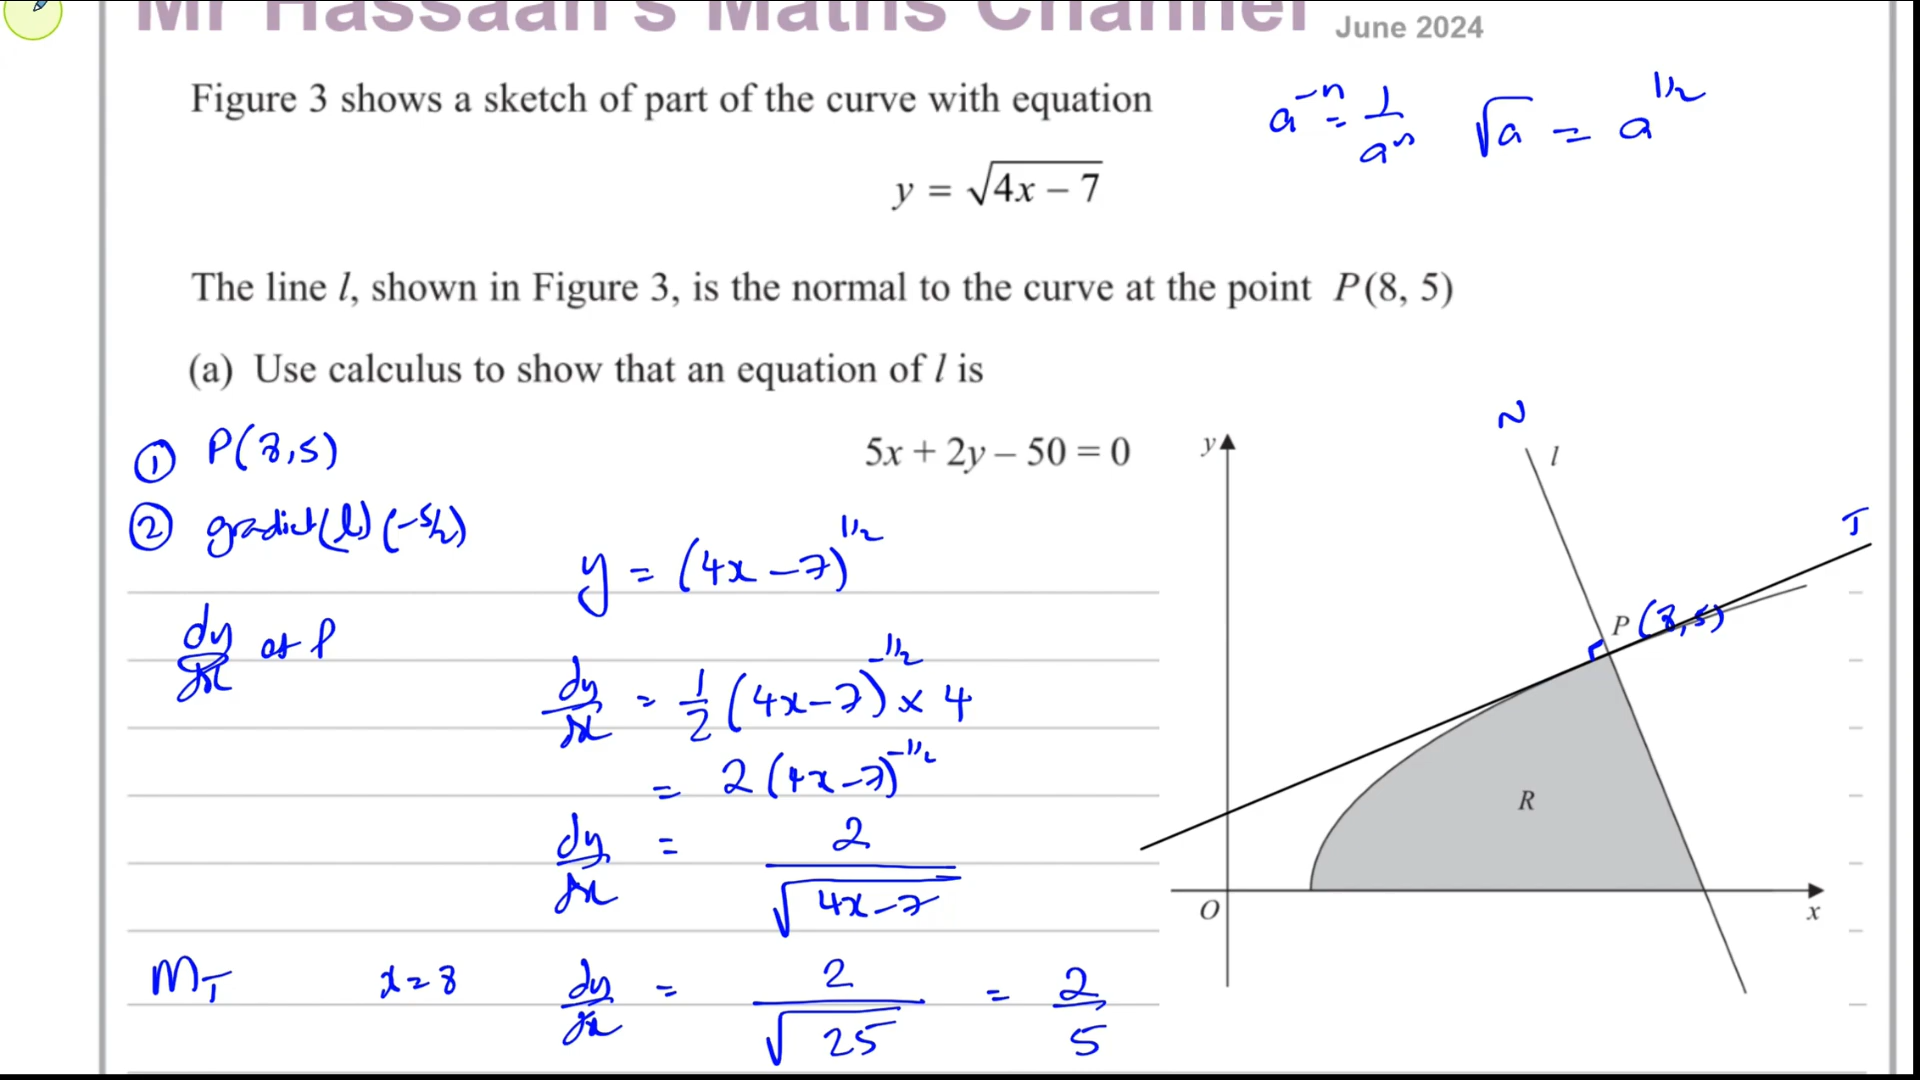 Mr Hassaan's Maths Channel June 2024
Figure 3 shows a sketch of part of the curve with equation
a⁻ⁿ = 1/aⁿ √a = a^1/2
y = √(4x – 7)
The line l, shown in Figure 3, is the normal to the curve at the point P(8, 5)
(a) Use calculus to show that an equation of l is
5x + 2y – 50 = 0
① P(8,5)
② gradient (l) (-5/2)
dy/dx at P
y = (4x - 7)^1/2
dy/dx = 1/2 (4x-7)^-1/2 × 4
= 2(4x-7)^-1/2
dy/dx = 2/√(4x-7)
M_T x = 8 dy/dx = 2/√25 = 2/5
N
y
l
T
P (8,5)
R
O
x